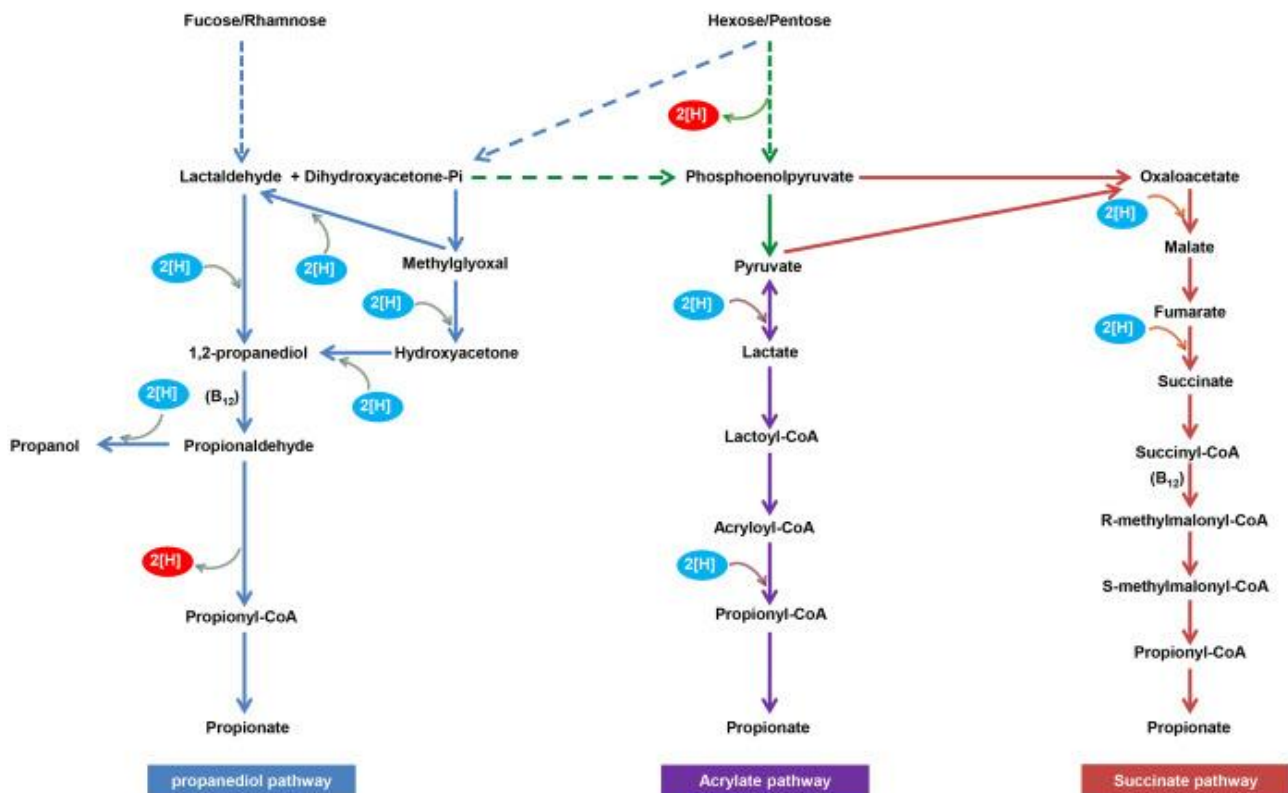 Fucose/Rhamnose
Hexose/Pentose
2[H]
Lactaldehyde + Dihydroxyacetone-Pi
Phosphoenolpyruvate
Oxaloacetate
2[H]
Malate
2[H]
2[H]
Methylglyoxal
Pyruvate
2[H]
2[H]
Fumarate
2[H]
1,2-propanediol
Hydroxyacetone
Lactate
Succinate
2[H]
(B12)
2[H]
Propanol
Propionaldehyde
Lactoyl-CoA
Succinyl-CoA
(B12)
R-methylmalonyl-CoA
Acryloyl-CoA
2[H]
2[H]
S-methylmalonyl-CoA
Propionyl-CoA
Propionyl-CoA
Propionyl-CoA
Propionate
Propionate
Propionate
propanediol pathway
Acrylate pathway
Succinate pathway